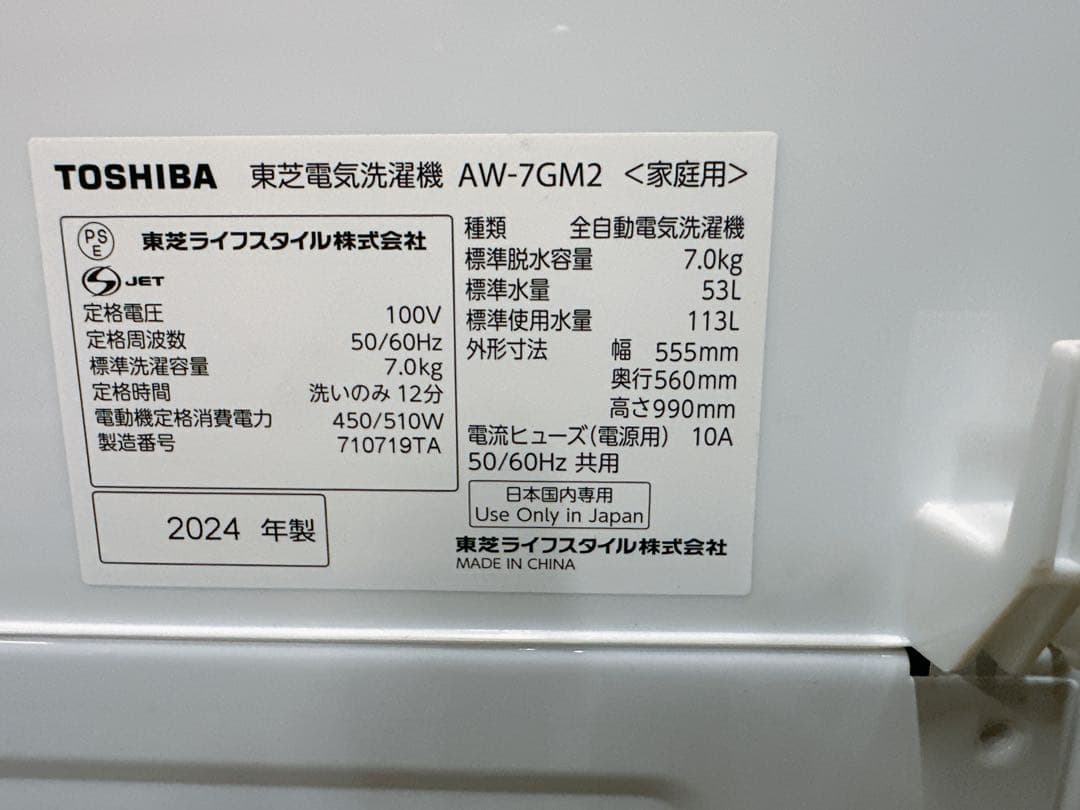 TOSHIBA 東芝電気洗濯機 AW-7GM2 <家庭用>
PS
E
東芝ライフスタイル株式会社
S JET
定格電圧 100V
定格周波数 50/60Hz
標準洗濯容量 7.0kg
定格時間 洗いのみ 12分
電動機定格消費電力 450/510W
製造番号 710719TA
2024 年製
種類 全自動電気洗濯機
標準脱水容量 7.0kg
標準水量 53L
標準使用水量 113L
外形寸法 幅 555mm
奥行560mm
高さ990mm
電流ヒューズ(電源用) 10A
50/60Hz 共用
日本国内専用
Use Only in Japan
東芝ライフスタイル株式会社
MADE IN CHINA